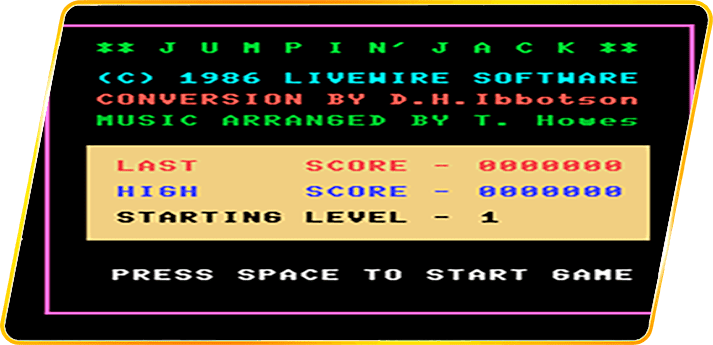 ** J U M P I N' J A C K **
(C) 1986 LIVEWIRE SOFTWARE
CONVERSION BY D.H.Ibbotson
MUSIC ARRANGED BY T. Howes
LAST SCORE - 0000000
HIGH SCORE - 0000000
STARTING LEVEL - 1
PRESS SPACE TO START GAME